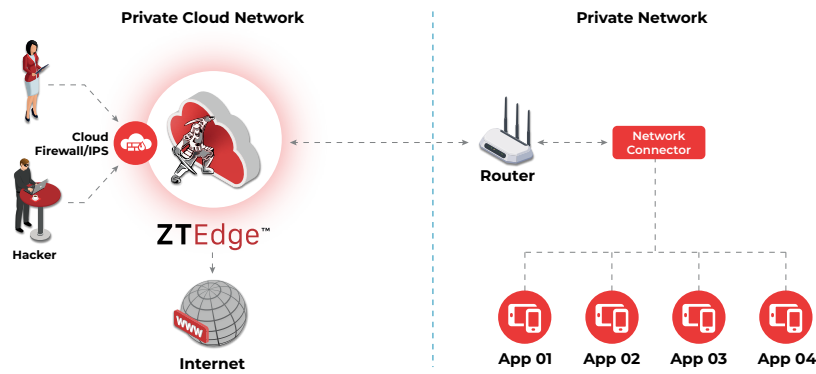 Private Cloud Network
Private Network
Cloud
Firewall/IPS
Network
Connector
Router
ZTEdge™
Hacker
WWW
Internet
App 01
App 02
App 03
App 04